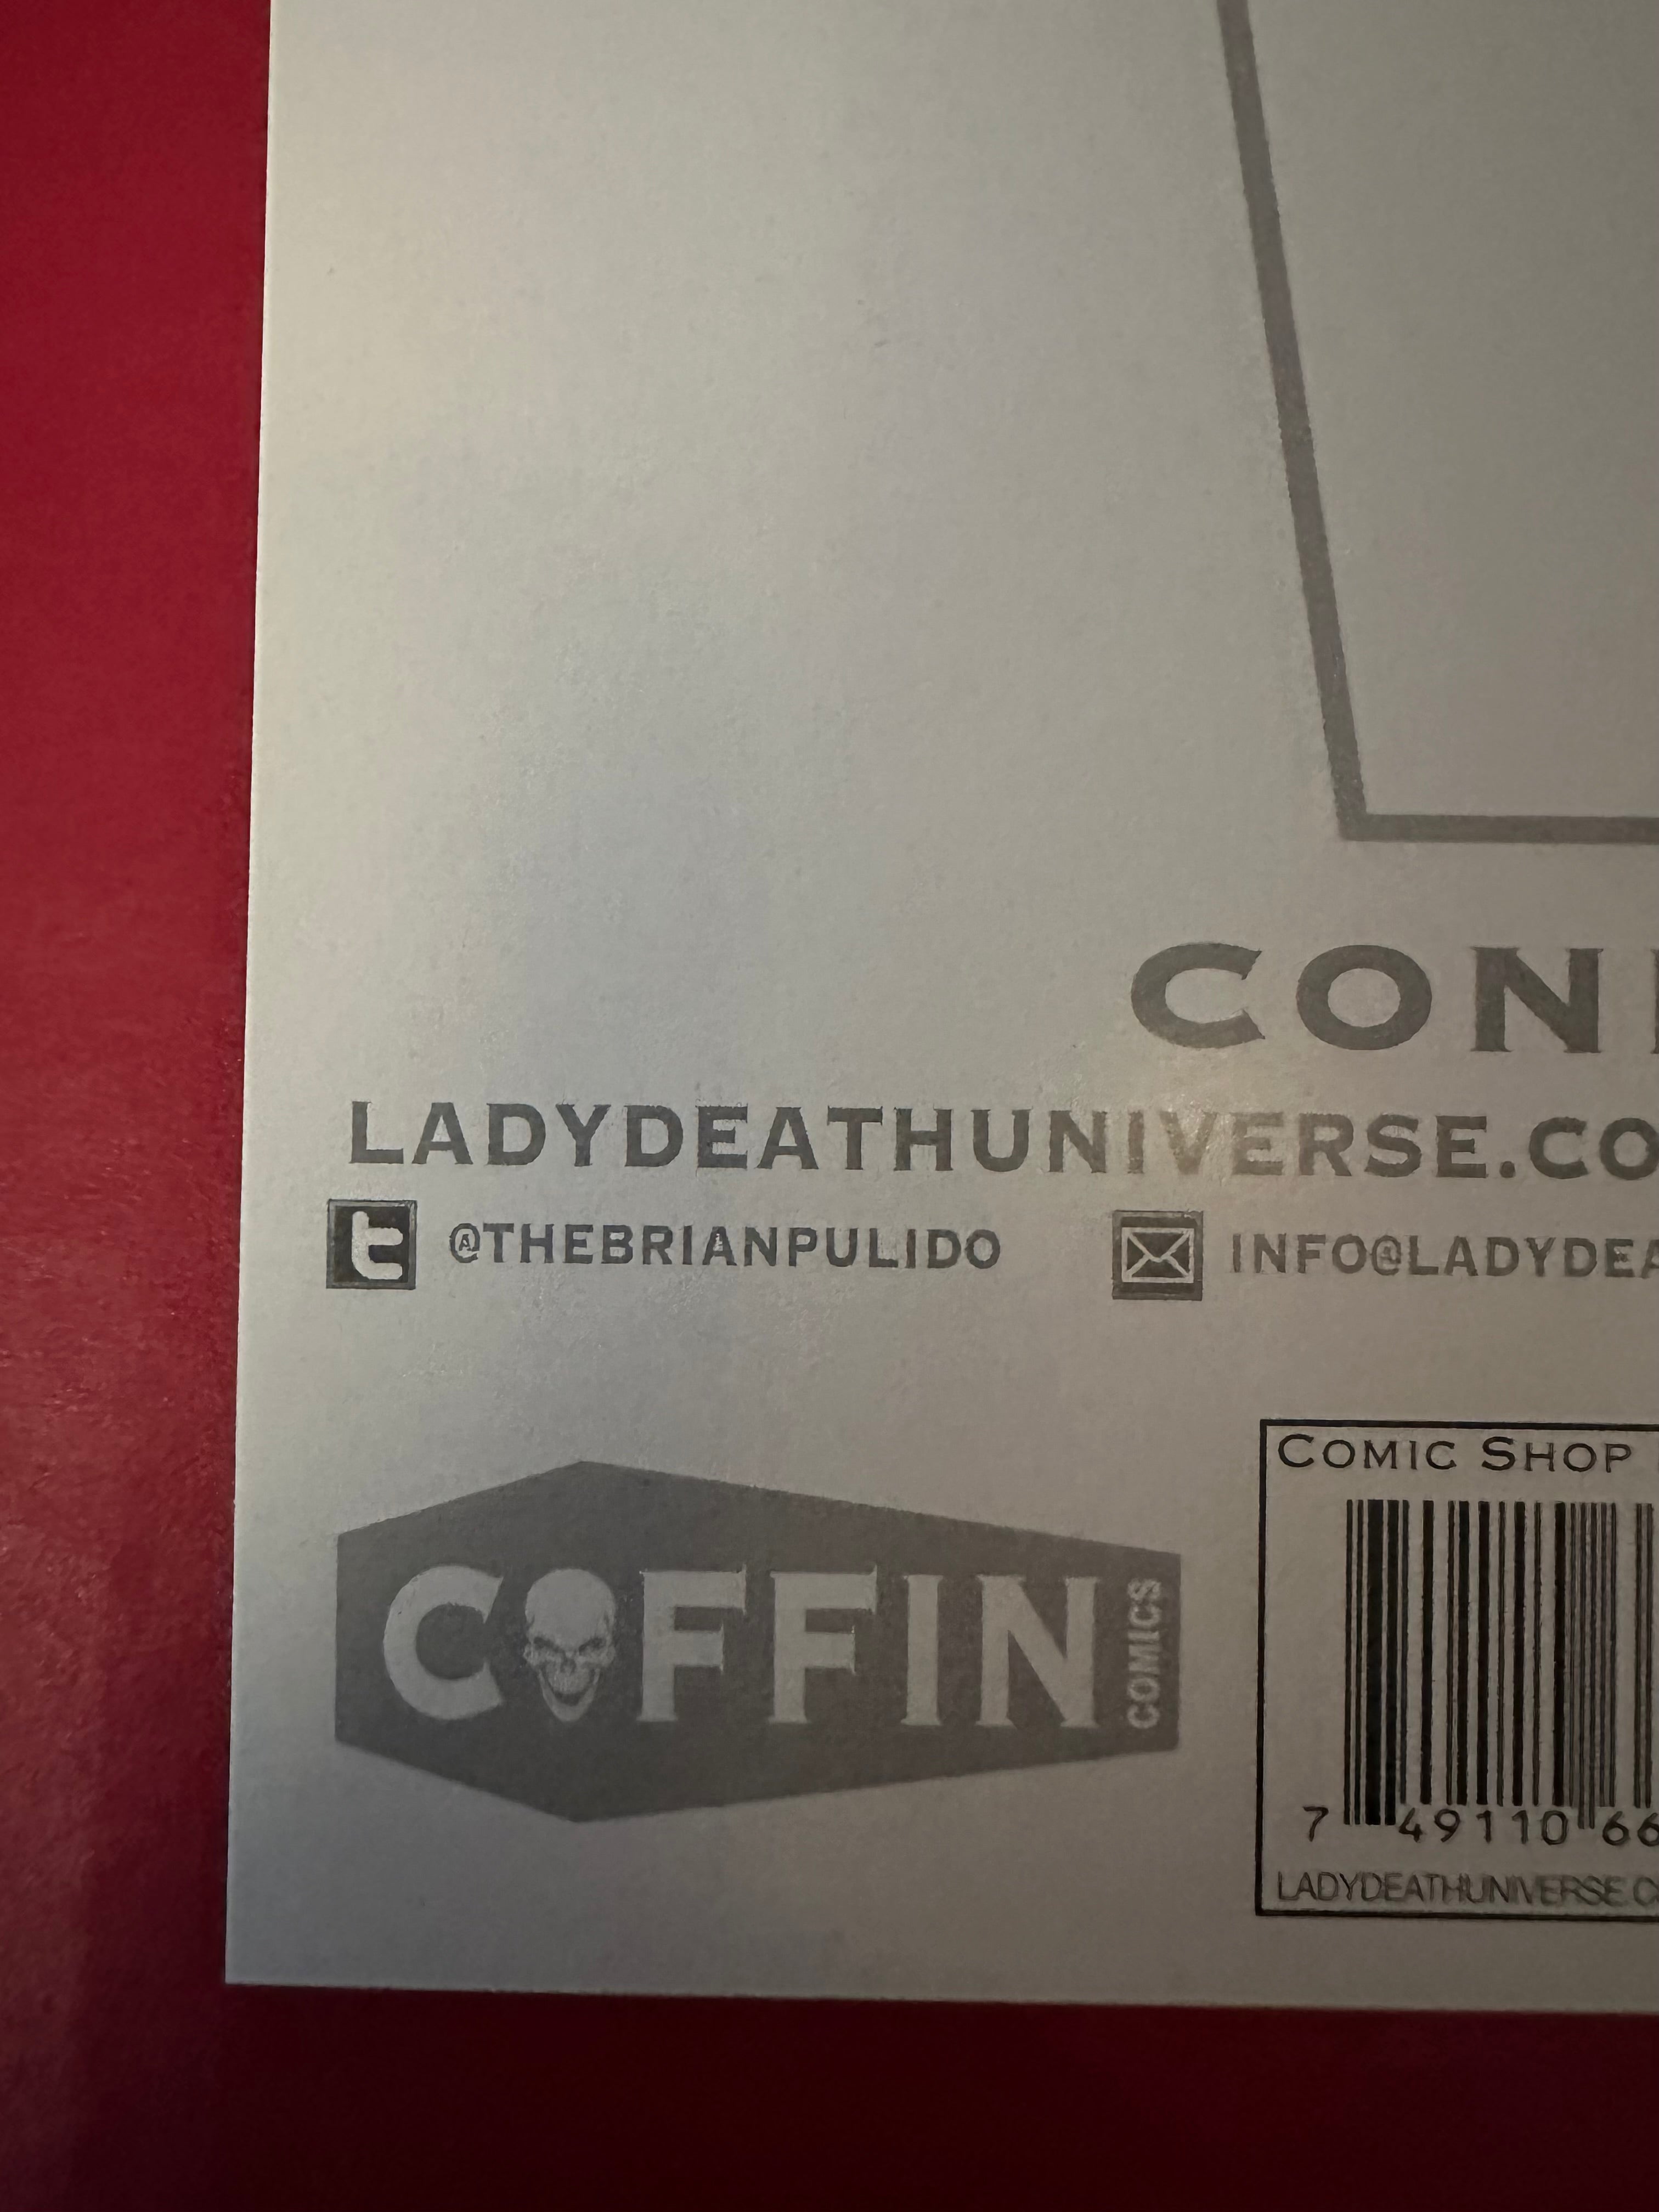 CON
LADYDEATHUNIVERSE.CO
@THEBRIANPULIDO INFO@LADYDEA
COMIC SHOP
COFFIN COMICS
7 49110 66
LADYDEATHUNIVERSE.C